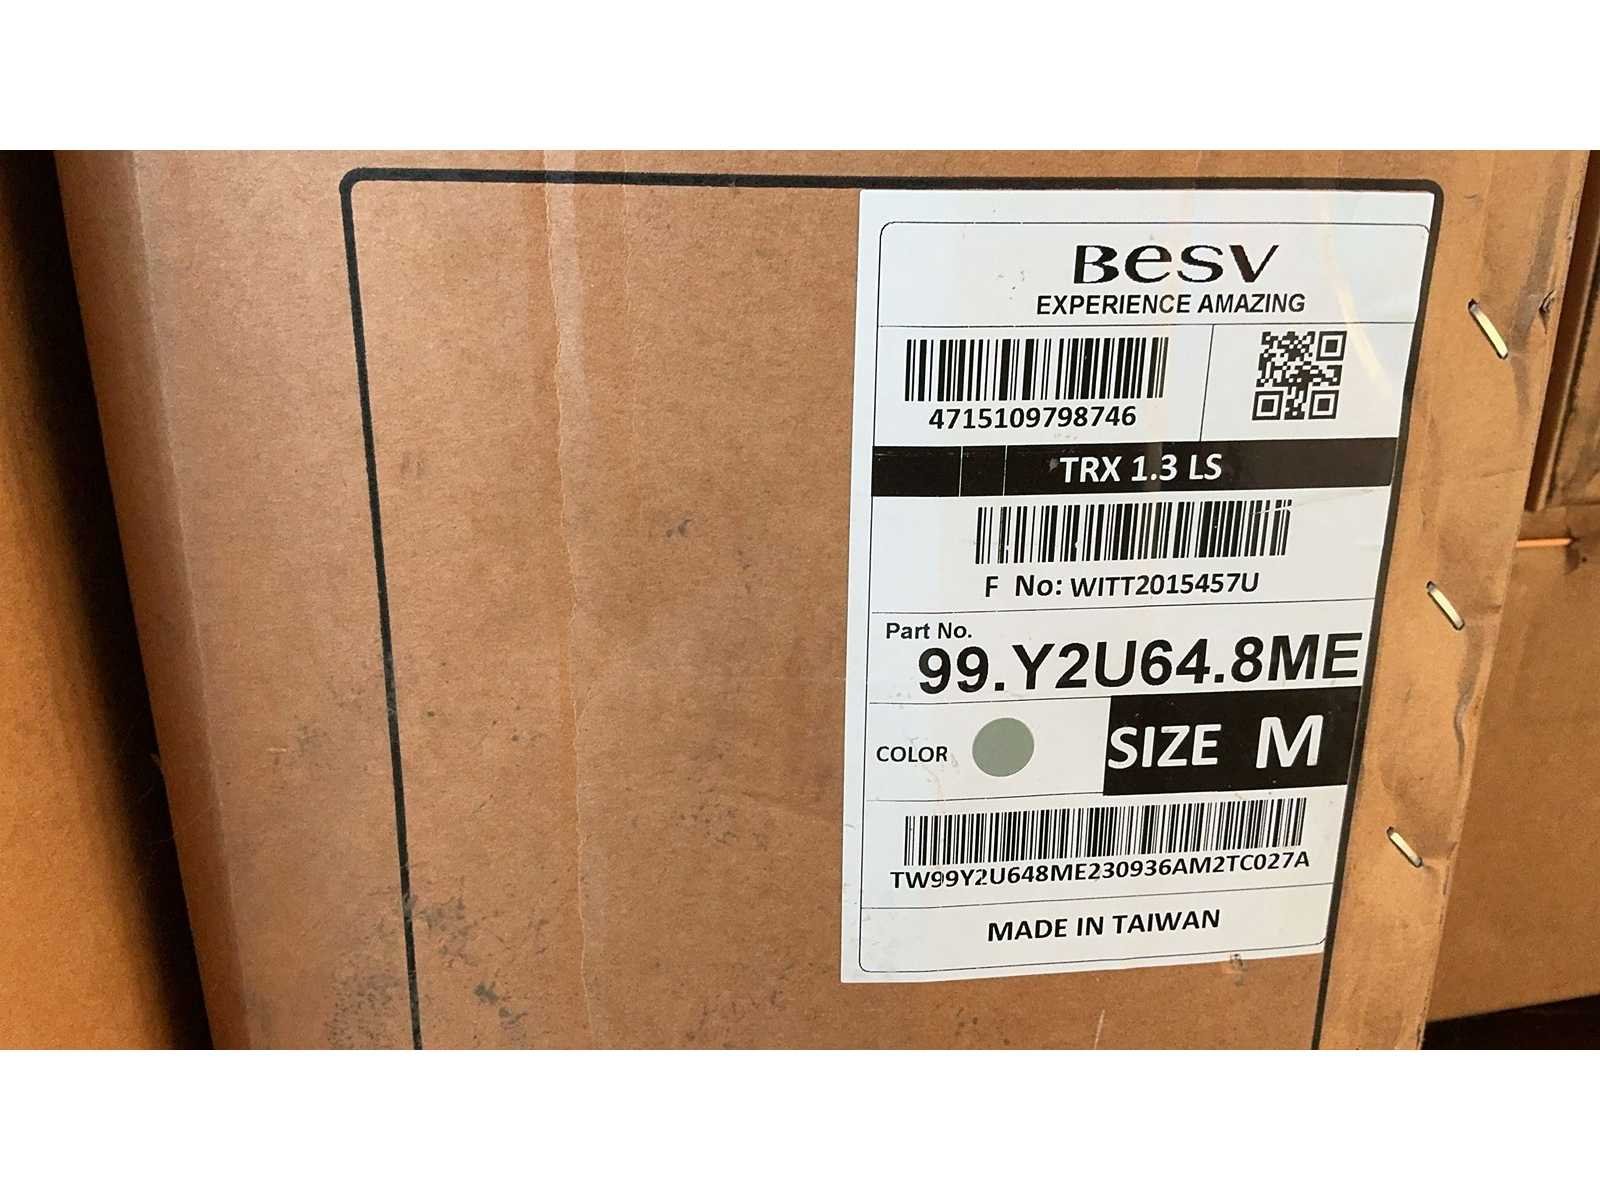 BESV
EXPERIENCE AMAZING
4715109798746
TRX 1.3 LS
F No: WITT2015457U
Part No.
99.Y2U64.8ME
COLOR
SIZE M
TW99Y2U648ME230936AM2TC027A
MADE IN TAIWAN